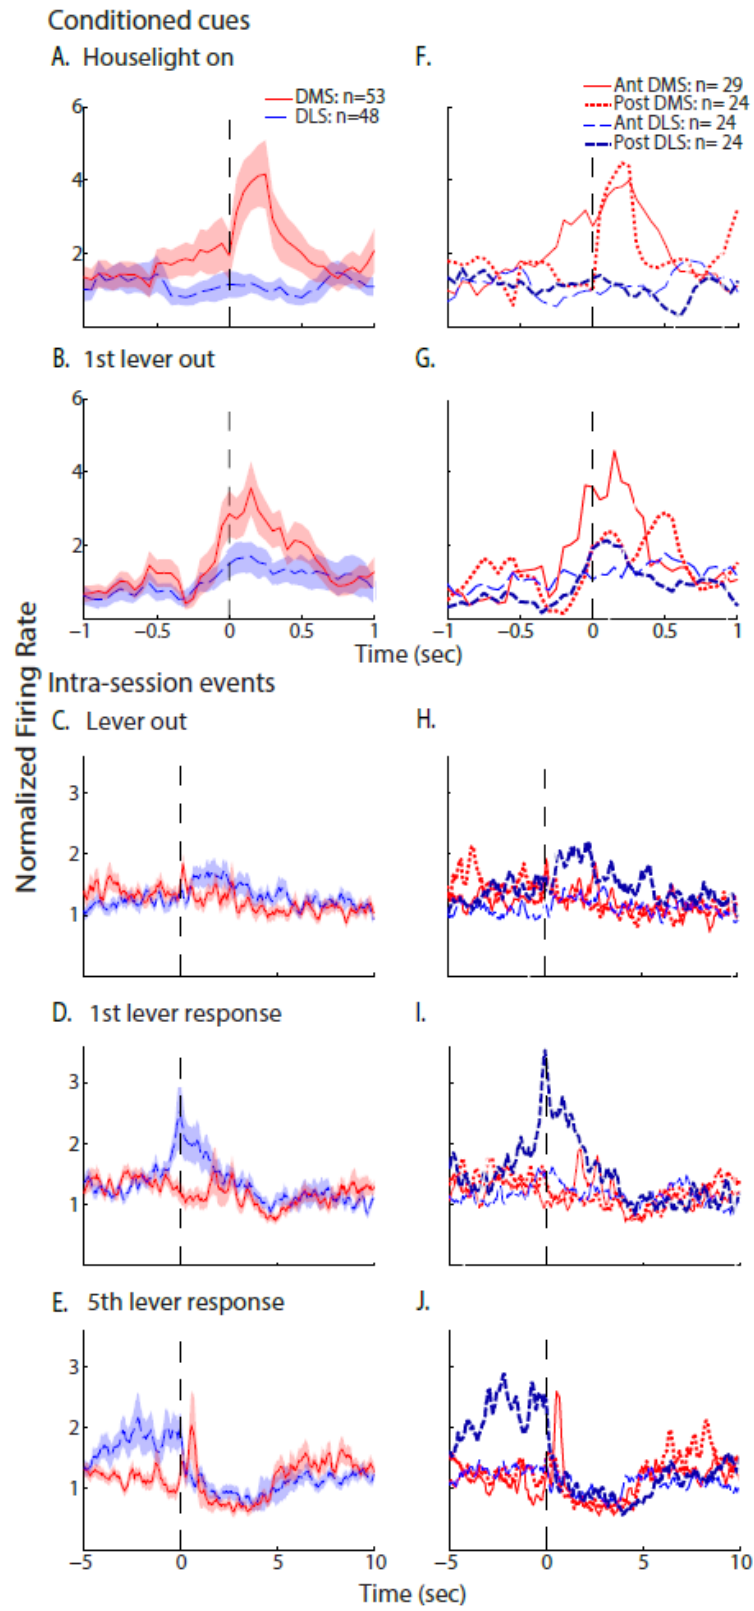 Conditioned cues
A. Houselight on
F.
DMS: n=53
DLS: n=48
Ant DMS: n= 29
Post DMS: n= 24
Ant DLS: n= 24
Post DLS: n= 24
6
4
2
B. 1st lever out
G.
6
4
2
−1 −0.5 0 0.5 1
−1 −0.5 0 0.5 1
Time (sec)
Normalized Firing Rate
Intra-session events
C. Lever out
H.
3
2
1
D. 1st lever response
I.
3
2
1
E. 5th lever response
J.
3
2
1
−5 0 5 10
−5 0 5 10
Time (sec)